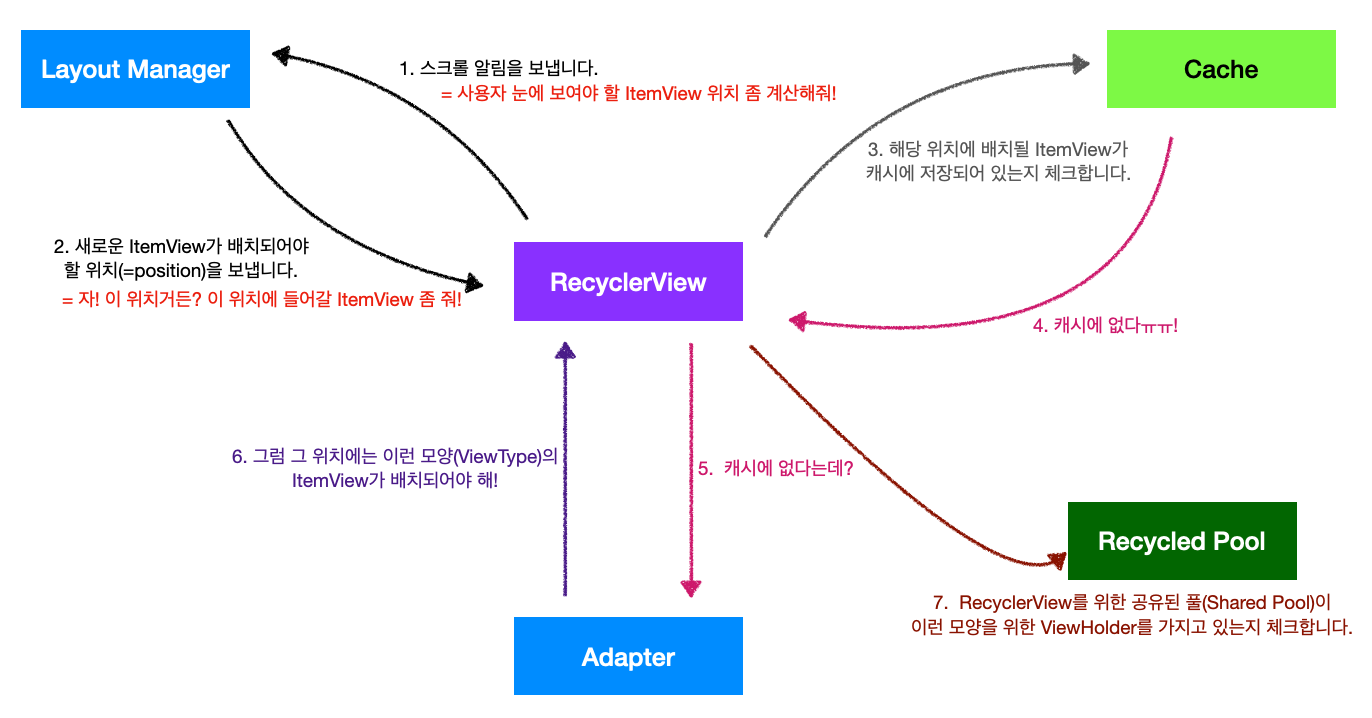 Layout Manager
1. 스크롤 알림을 보냅니다.
= 사용자 눈에 보여야 할 ItemView 위치 좀 계산해줘!
Cache
3. 해당 위치에 배치될 ItemView가
캐시에 저장되어 있는지 체크합니다.
2. 새로운 ItemView가 배치되어야
할 위치(=position)을 보냅니다.
= 자! 이 위치거든? 이 위치에 들어갈 ItemView 좀 줘!
RecyclerView
4. 캐시에 없다ㅠㅠ!
6. 그럼 그 위치에는 이런 모양(ViewType)의
ItemView가 배치되어야 해!
5. 캐시에 없다는데?
Recycled Pool
7. RecyclerView를 위한 공유된 풀(Shared Pool)이
이런 모양을 위한 ViewHolder를 가지고 있는지 체크합니다.
Adapter